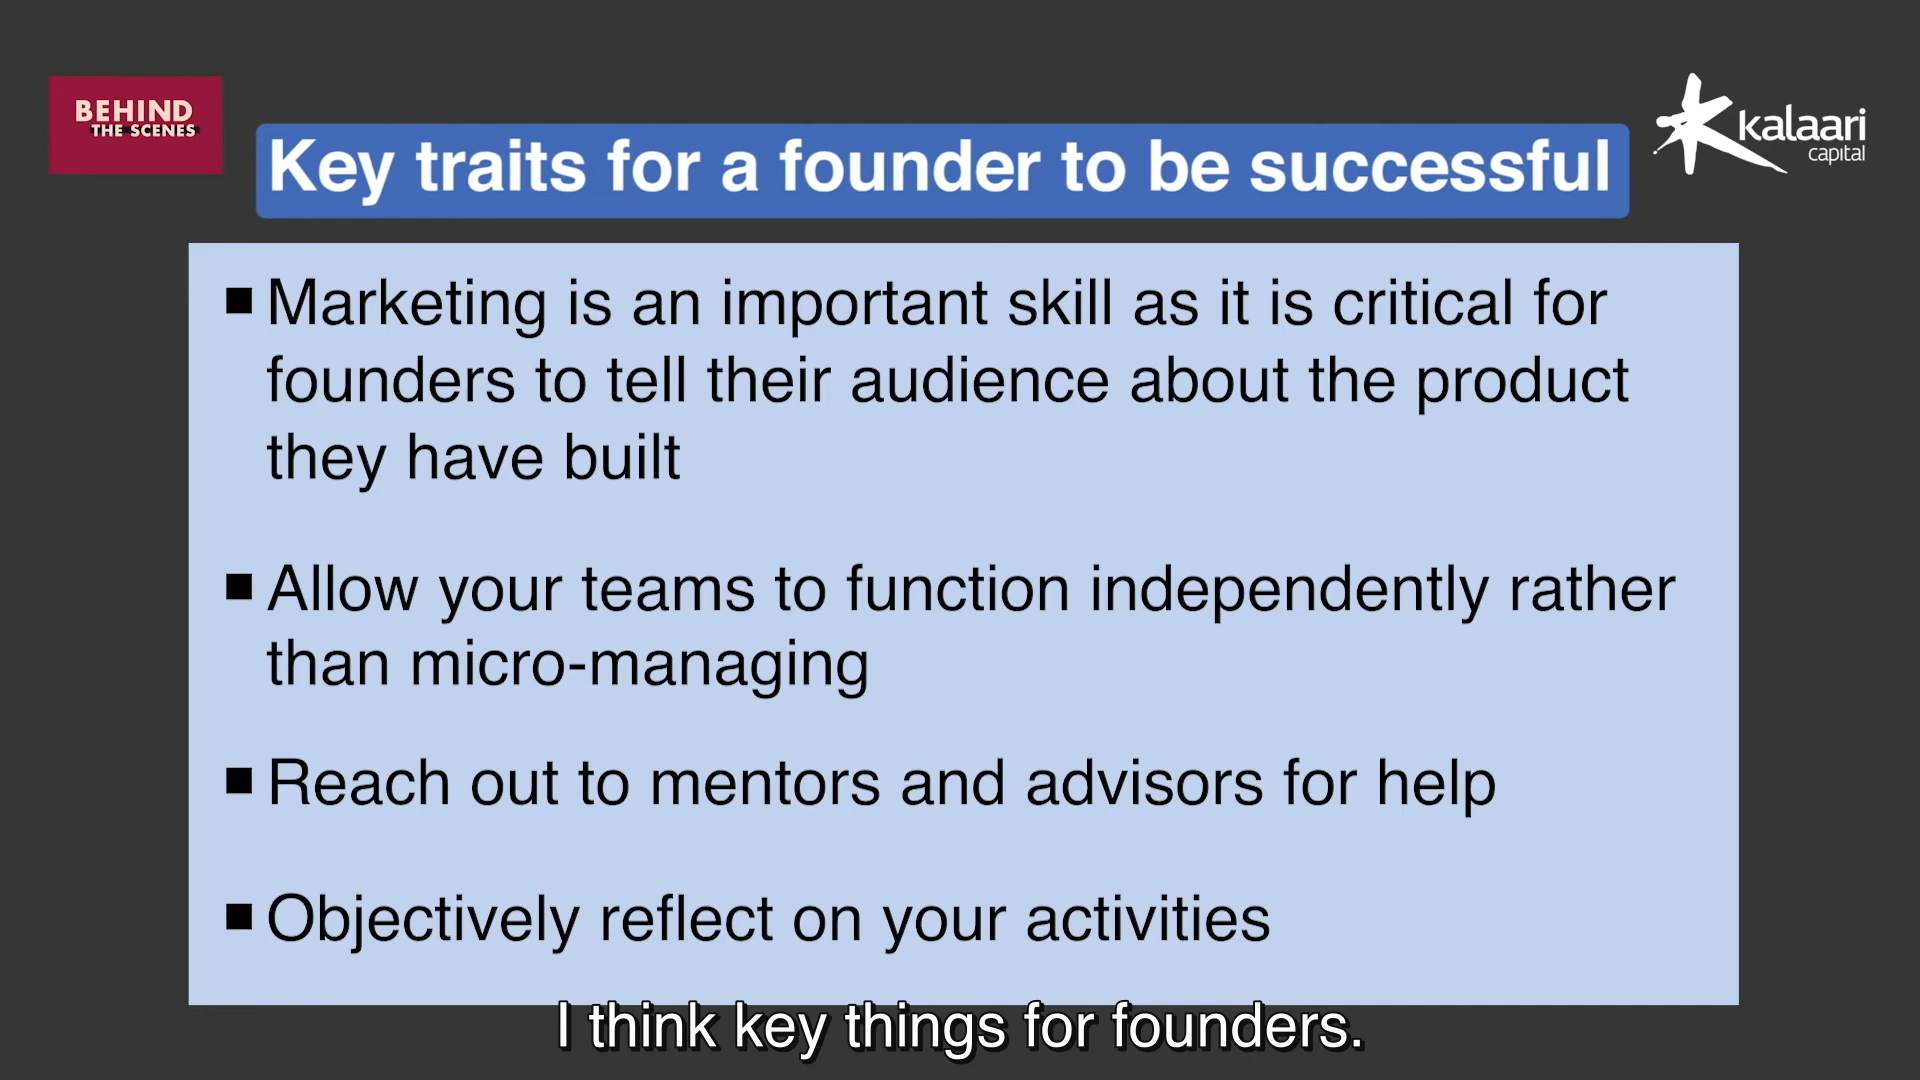 BEHIND
THE SCENES
kalaari
capital
Key traits for a founder to be successful
■ Marketing is an important skill as it is critical for
founders to tell their audience about the product
they have built
■ Allow your teams to function independently rather
than micro-managing
■ Reach out to mentors and advisors for help
■ Objectively reflect on your activities
I think key things for founders.